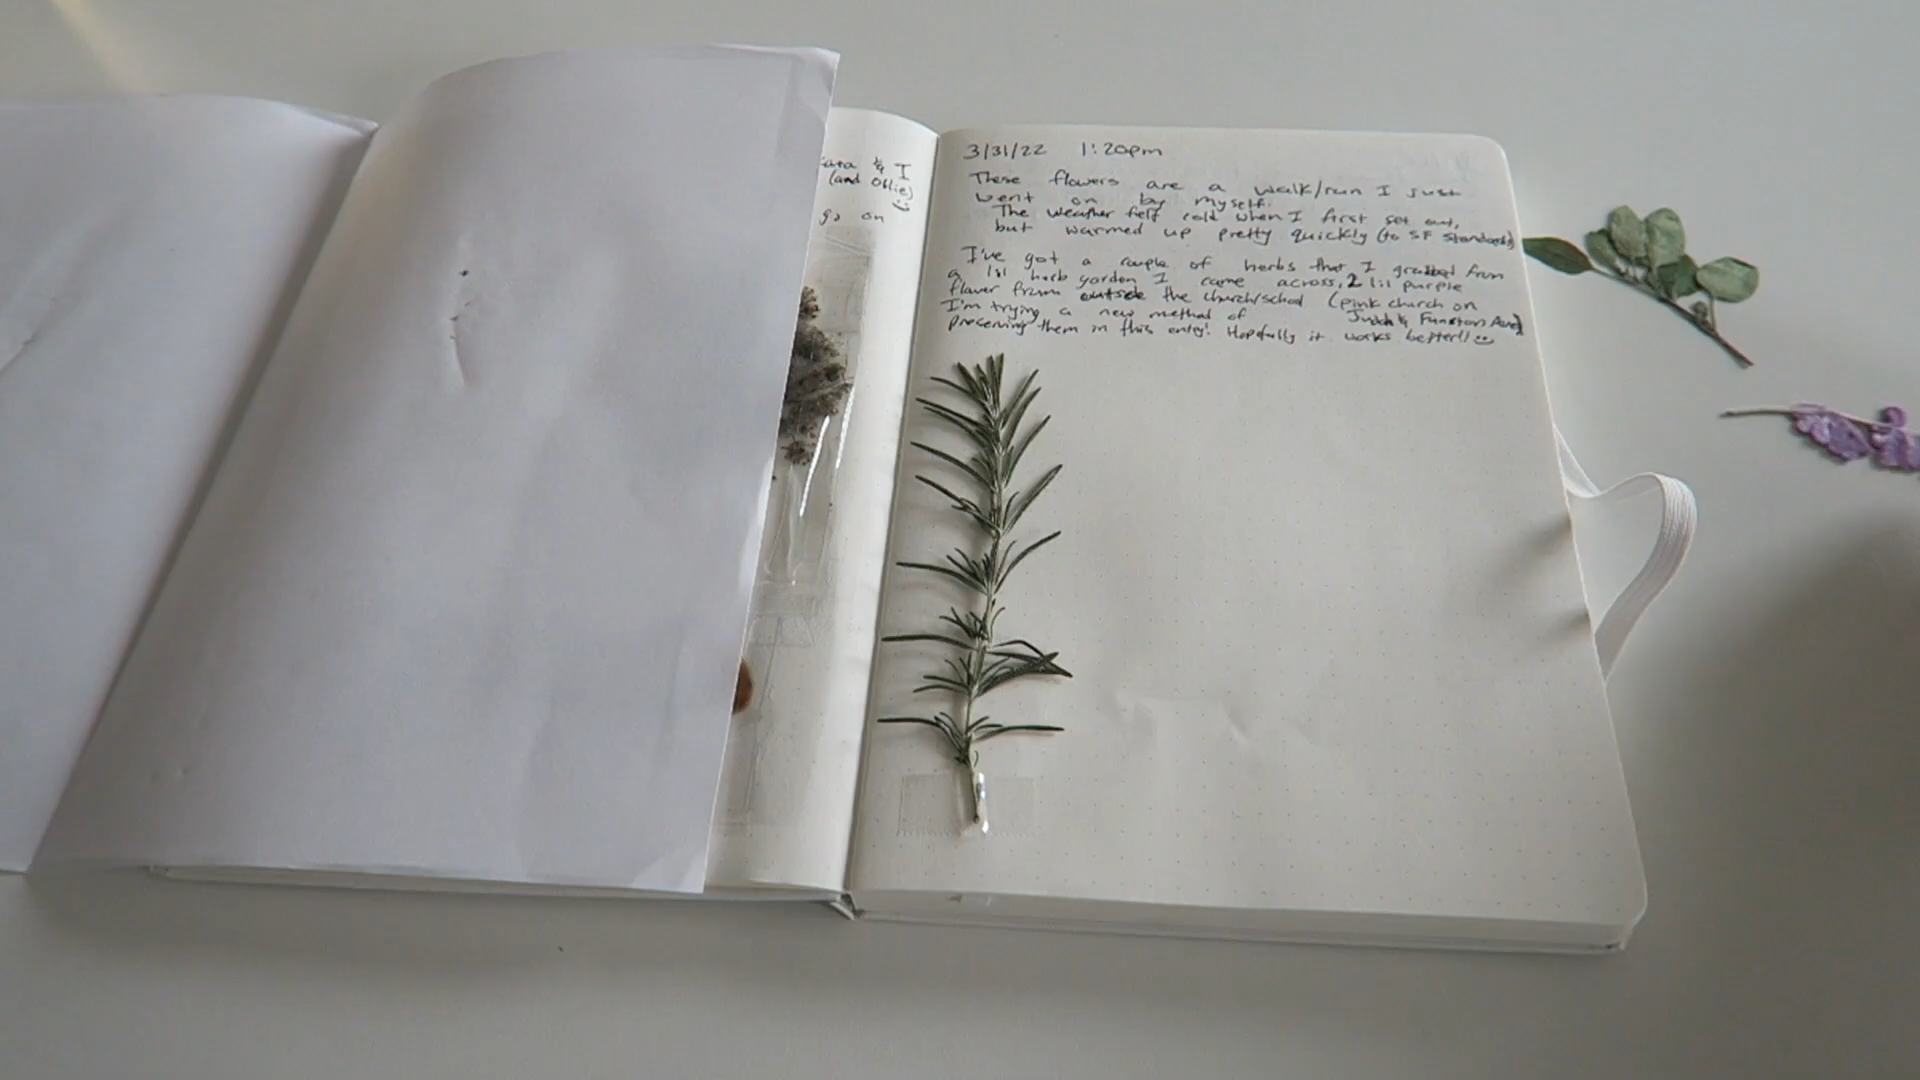 & I
(and Ollie)
go on
3/31/22 1:20pm
These flowers are a walk/run I just
went on by myself.
The weather felt cold when I first set out,
but warmed up pretty quickly (to SF standards)
I've got a couple of herbs that I grabbed from
a lil herb garden I came across, 2 lil purple
flower from outside the church/school (pink church on
& Funston Ave)
I'm trying a new method of
preserving them in this entry! Hopefully it works better!!